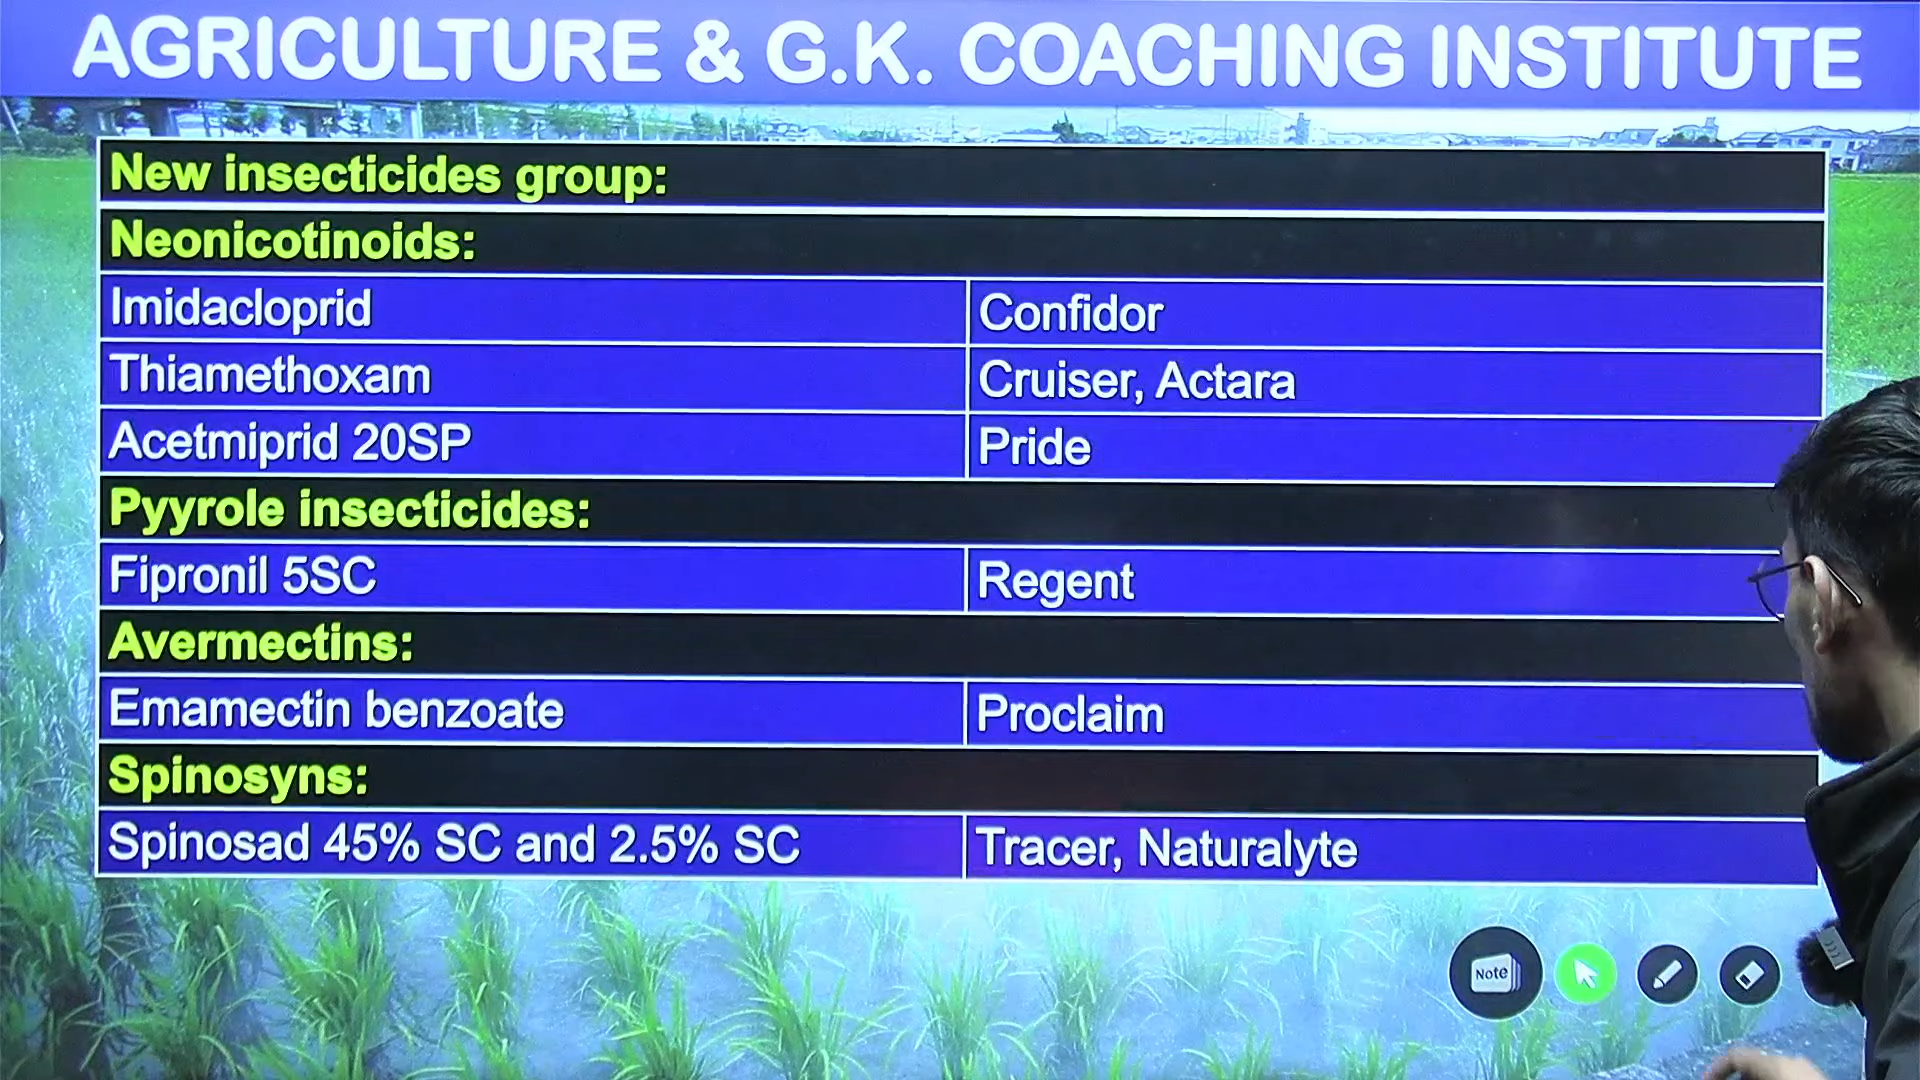 AGRICULTURE & G.K. COACHING INSTITUTE
New insecticides group:
Neonicotinoids:
Imidacloprid Confidor
Thiamethoxam Cruiser, Actara
Acetmiprid 20SP Pride
Pyyrole insecticides:
Fipronil 5SC Regent
Avermectins:
Emamectin benzoate Proclaim
Spinosyns:
Spinosad 45% SC and 2.5% SC Tracer, Naturalyte
Note